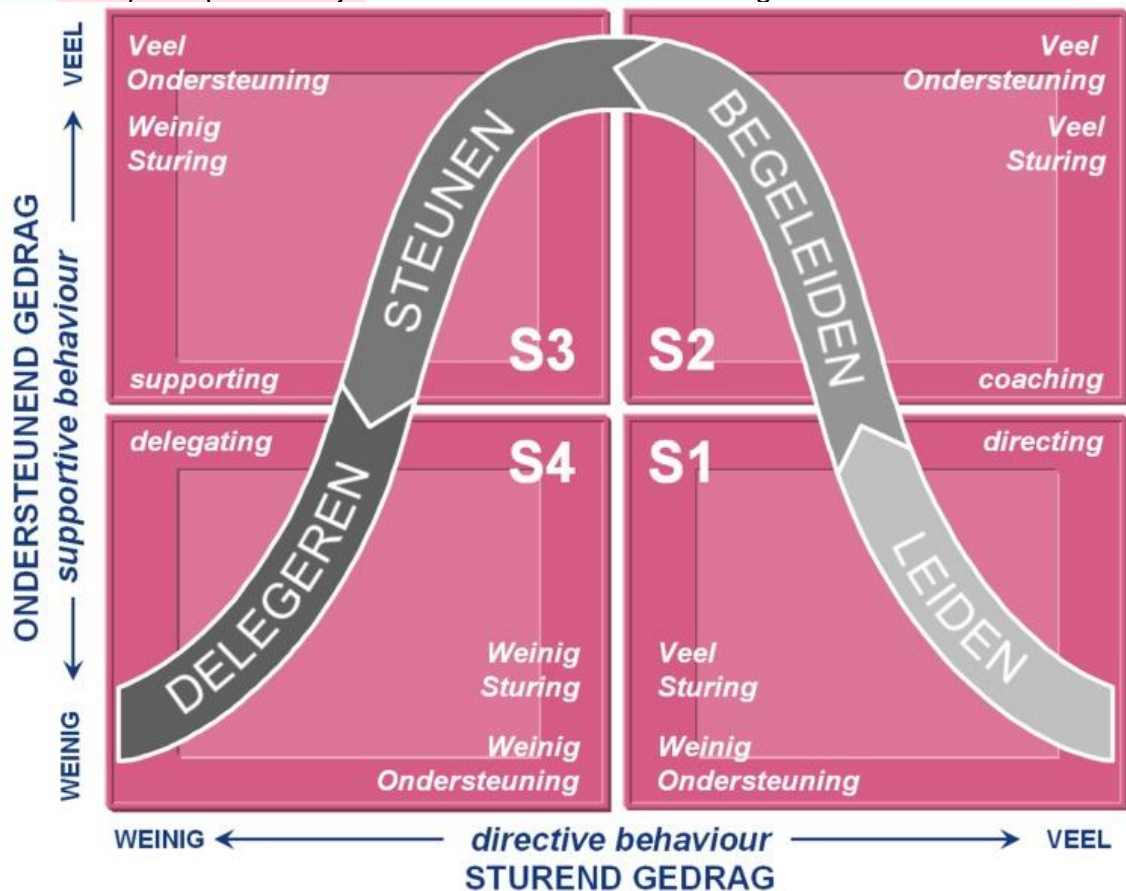 VEEL
ONDERSTEUNEND GEDRAG
supportive behaviour
WEINIG
Veel
Ondersteuning
Weinig
Sturing
STEUNEN
S3
supporting
Veel
Ondersteuning
Veel
Sturing
BEGELEIDEN
S2
coaching
delegating
S4
DELEGEREN
Weinig
Sturing
Weinig
Ondersteuning
S1
directing
LEIDEN
Veel
Sturing
Weinig
Ondersteuning
WEINIG
directive behaviour
VEEL
STUREND GEDRAG